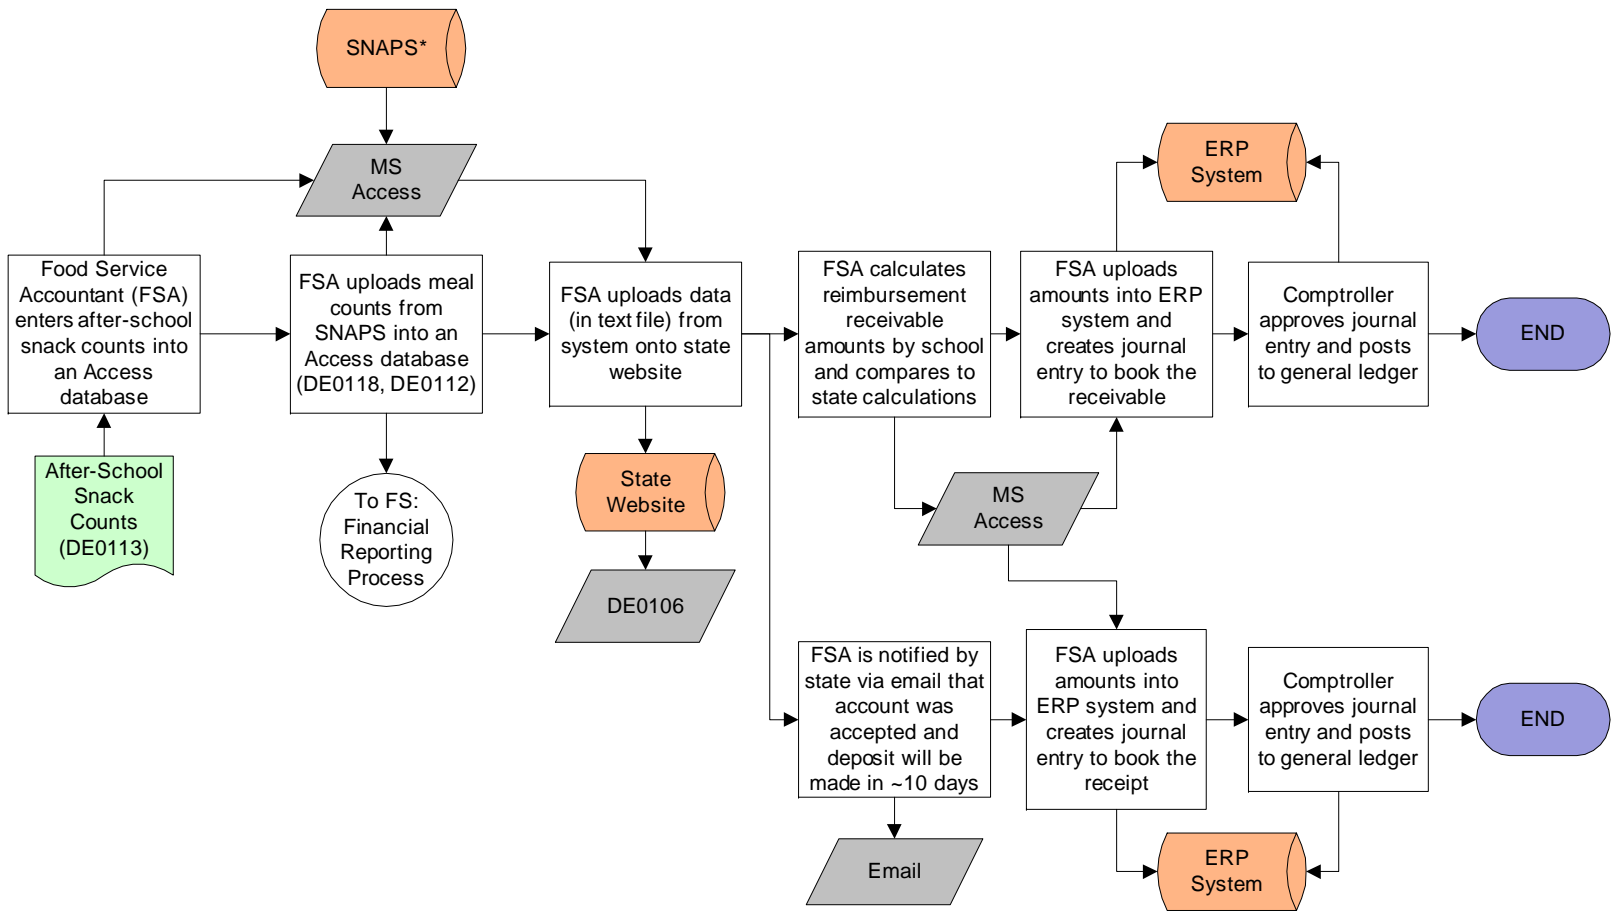 SNAPS*
MS
Access
ERP
System
Food Service
Accountant (FSA)
enters after-school
snack counts into
an Access
database
FSA uploads meal
counts from
SNAPS into an
Access database
(DE0118, DE0112)
FSA uploads data
(in text file) from
system onto state
website
FSA calculates
reimbursement
receivable
amounts by school
and compares to
state calculations
FSA uploads
amounts into ERP
system and
creates journal
entry to book the
receivable
Comptroller
approves journal
entry and posts
to general ledger
END
After-School
Snack
Counts
(DE0113)
To FS:
Financial
Reporting
Process
State
Website
MS
Access
DE0106
FSA is notified by
state via email that
account was
accepted and
deposit will be
made in ~10 days
FSA uploads
amounts into
ERP system and
creates journal
entry to book the
receipt
Comptroller
approves journal
entry and posts
to general ledger
END
Email
ERP
System